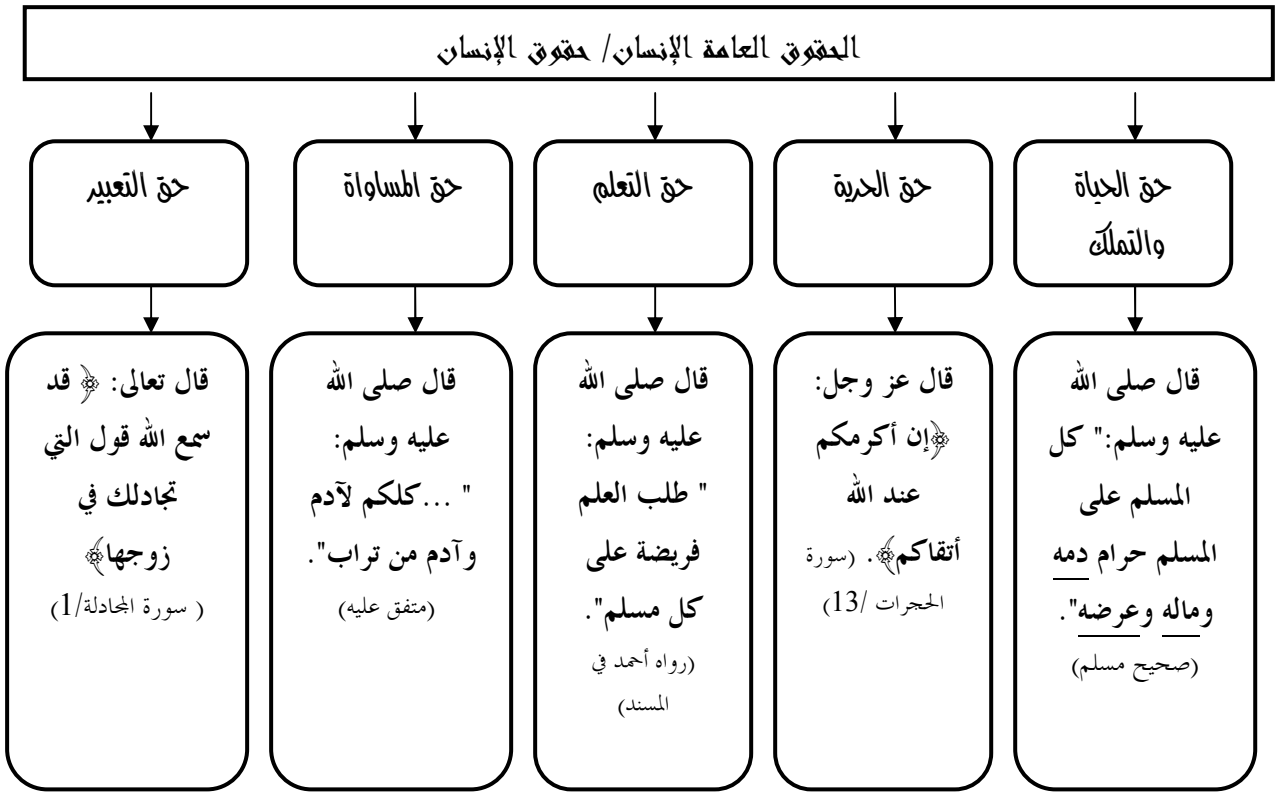 الحقوق العامة الإنسان/ حقوق الإنسان
حق الحياة
والتملك
حق الحرية
حق التعلم
حق المساواة
حق التعبير
قال صلى الله
عليه وسلم:" كل
المسلم على
المسلم حرام دمه
وماله وعرضه".
(صحيح مسلم)
قال عز وجل:
﴿إن أكرمكم
عند الله
أتقاكم﴾. (سورة
الحجرات /13)
قال صلى الله
عليه وسلم:
" طلب العلم
فريضة على
كل مسلم".
(رواه أحمد في
المسند)
قال صلى الله
عليه وسلم:
" ...كلكم لآدم
وآدم من تراب".
(متفق عليه)
قال تعالى: ﴿ قد
سمع الله قول التي
تجادلك في
زوجها﴾
( سورة المجادلة/1)